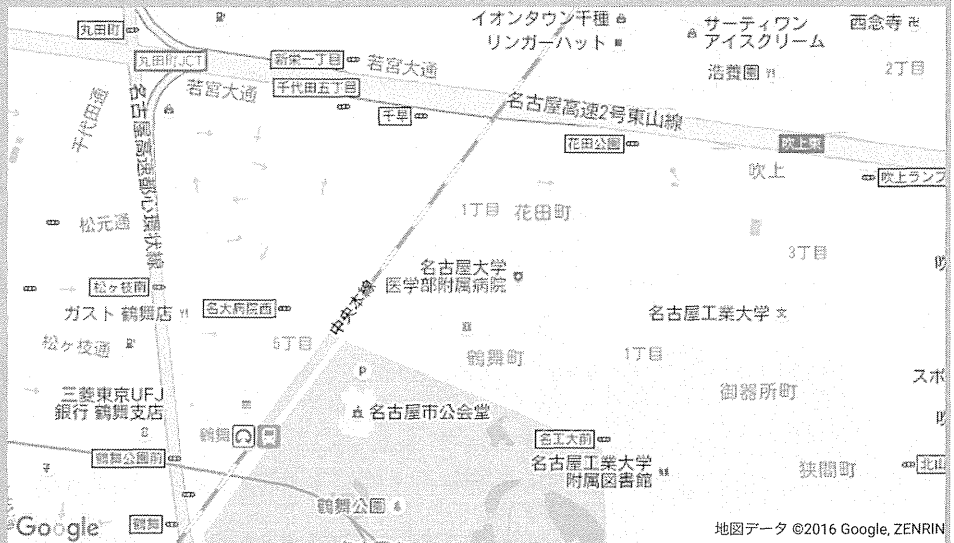 イオンタウン千種
リンガーハット
サーティワン
アイスクリーム
西念寺
丸田町
丸田町JCT
新栄一丁目
若宮大通
浩養園
2丁目
若宮大通
千代田五丁目
千代田通
千早
名古屋高速2号東山線
花田公園
吹上東
吹上
吹上ランプ
名古屋高速都心環状線
松元通
1丁目
花田町
3丁目
名古屋大学
医学部附属病院
松ヶ枝南
ガスト 鶴舞店
名大病院西
中央本線
名古屋工業大学
松ヶ枝通
5丁目
鶴舞町
1丁目
スポ
三菱東京UFJ
銀行 鶴舞支店
P
名古屋市公会堂
御器所町
鶴舞
名工大前
鶴舞公園前
名古屋工業大学
附属図書館
狭間町
北山
鶴舞公園
Google
鶴舞
地図データ ©2016 Google, ZENRIN